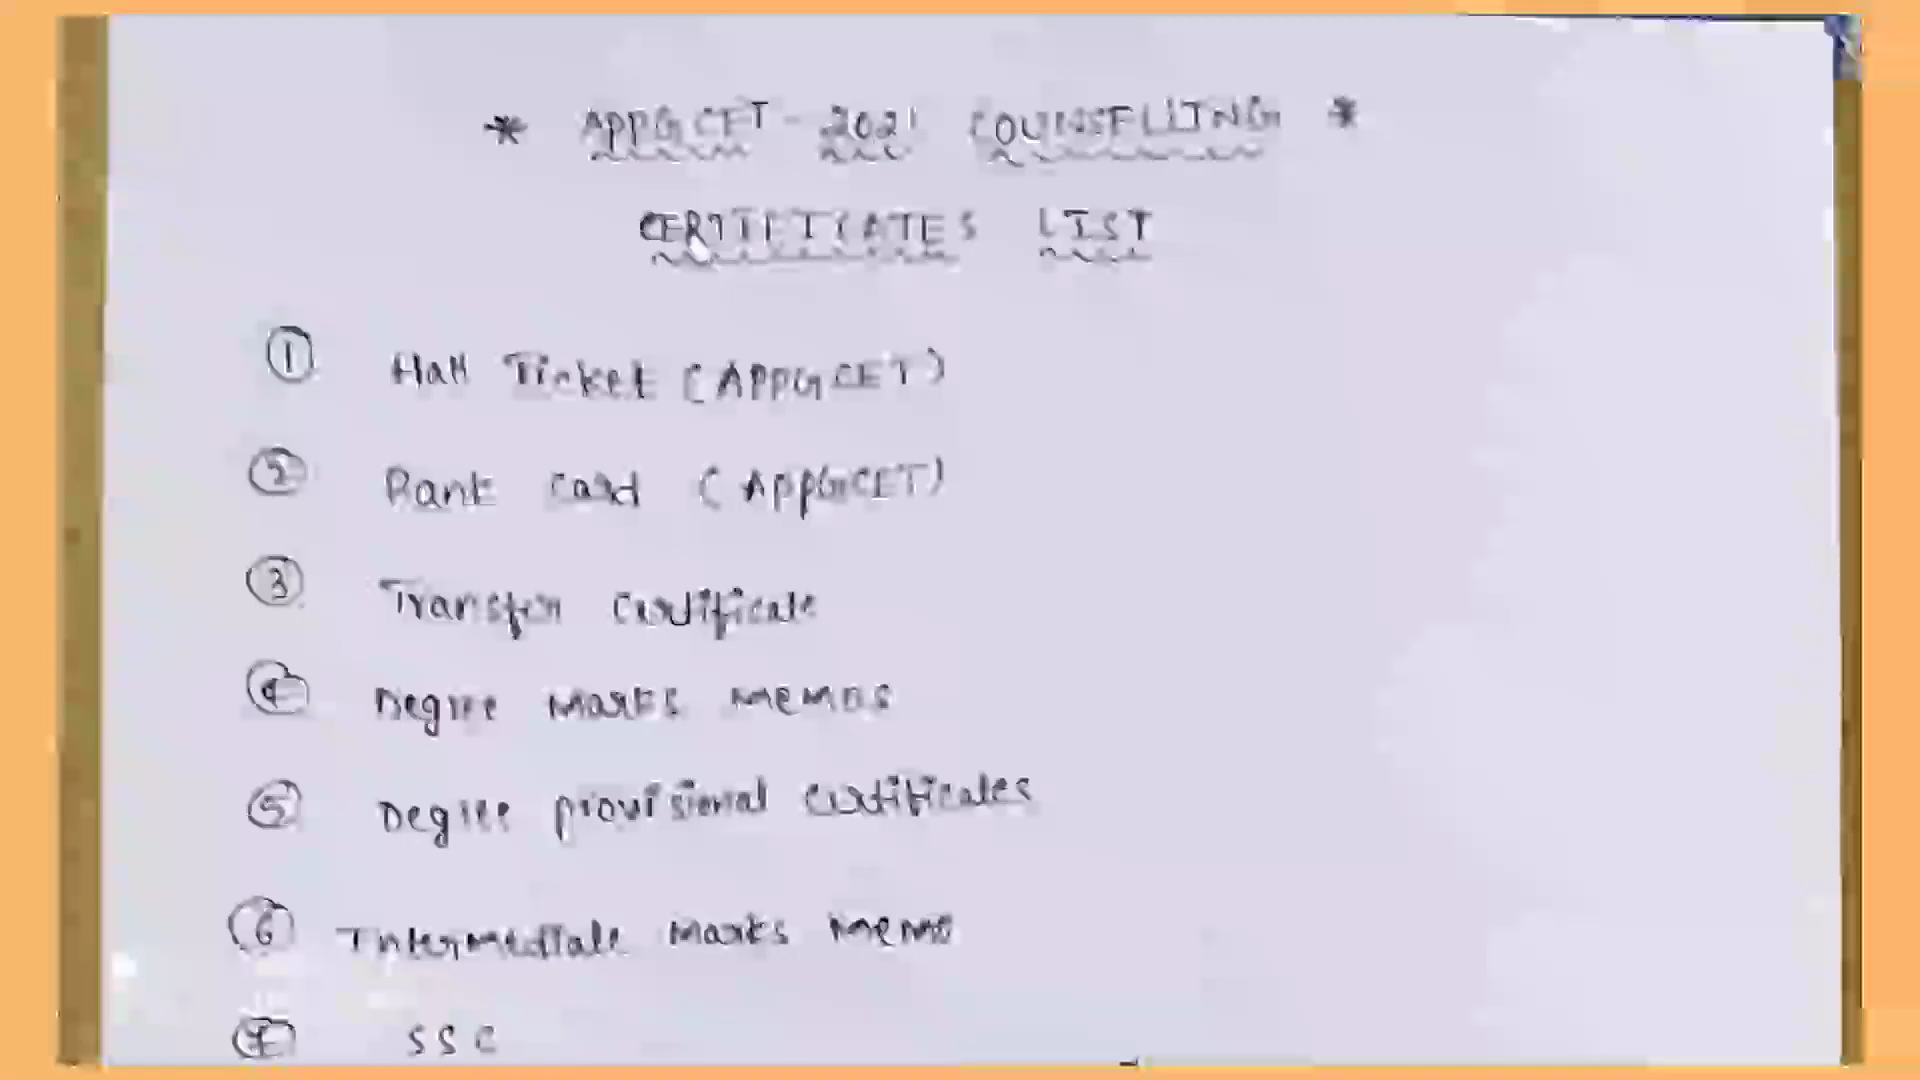 * APPGCET - 2021 COUNSELLING *
CERTIFICATES LIST
① Hall Ticket (APPGCET)
② Rank Card (APPGCET)
③ Transfer Certificate
④ Degree Marks Memos
⑤ Degree provisional certificates
⑥ Intermediate Marks Memo
⑦ SSC